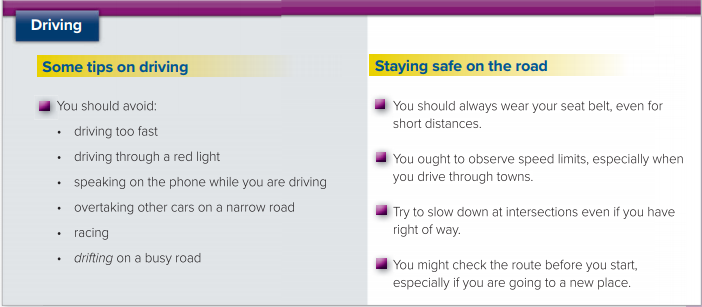 Driving
Some tips on driving
You should avoid:
• driving too fast
• driving through a red light
• speaking on the phone while you are driving
• overtaking other cars on a narrow road
• racing
• drifting on a busy road
Staying safe on the road
You should always wear your seat belt, even for
short distances.
You ought to observe speed limits, especially when
you drive through towns.
Try to slow down at intersections even if you have
right of way.
You might check the route before you start,
especially if you are going to a new place.